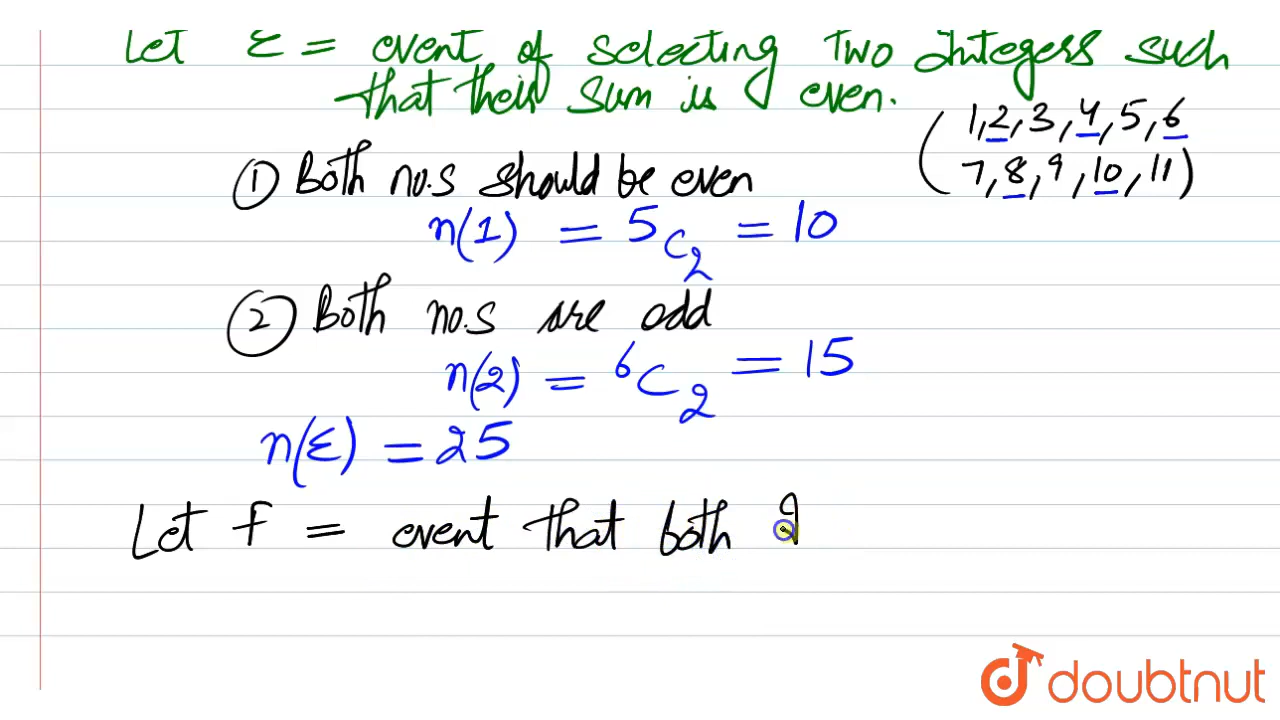 Let E = event of selecting two Integers such
that their sum is even.
(1,2,3,4,5,6
7,8,9,10,11)
① Both no.s should be even
n(1) = 5C2 = 10
② Both no.s are odd
n(2) = 6C2 = 15
n(E) = 25
Let F = event that both
doubtnut